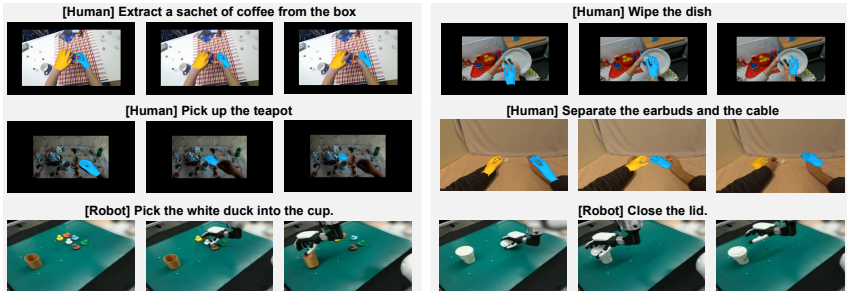 [Human] Extract a sachet of coffee from the box
[Human] Wipe the dish
[Human] Pick up the teapot
[Human] Separate the earbuds and the cable
[Robot] Pick the white duck into the cup.
[Robot] Close the lid.